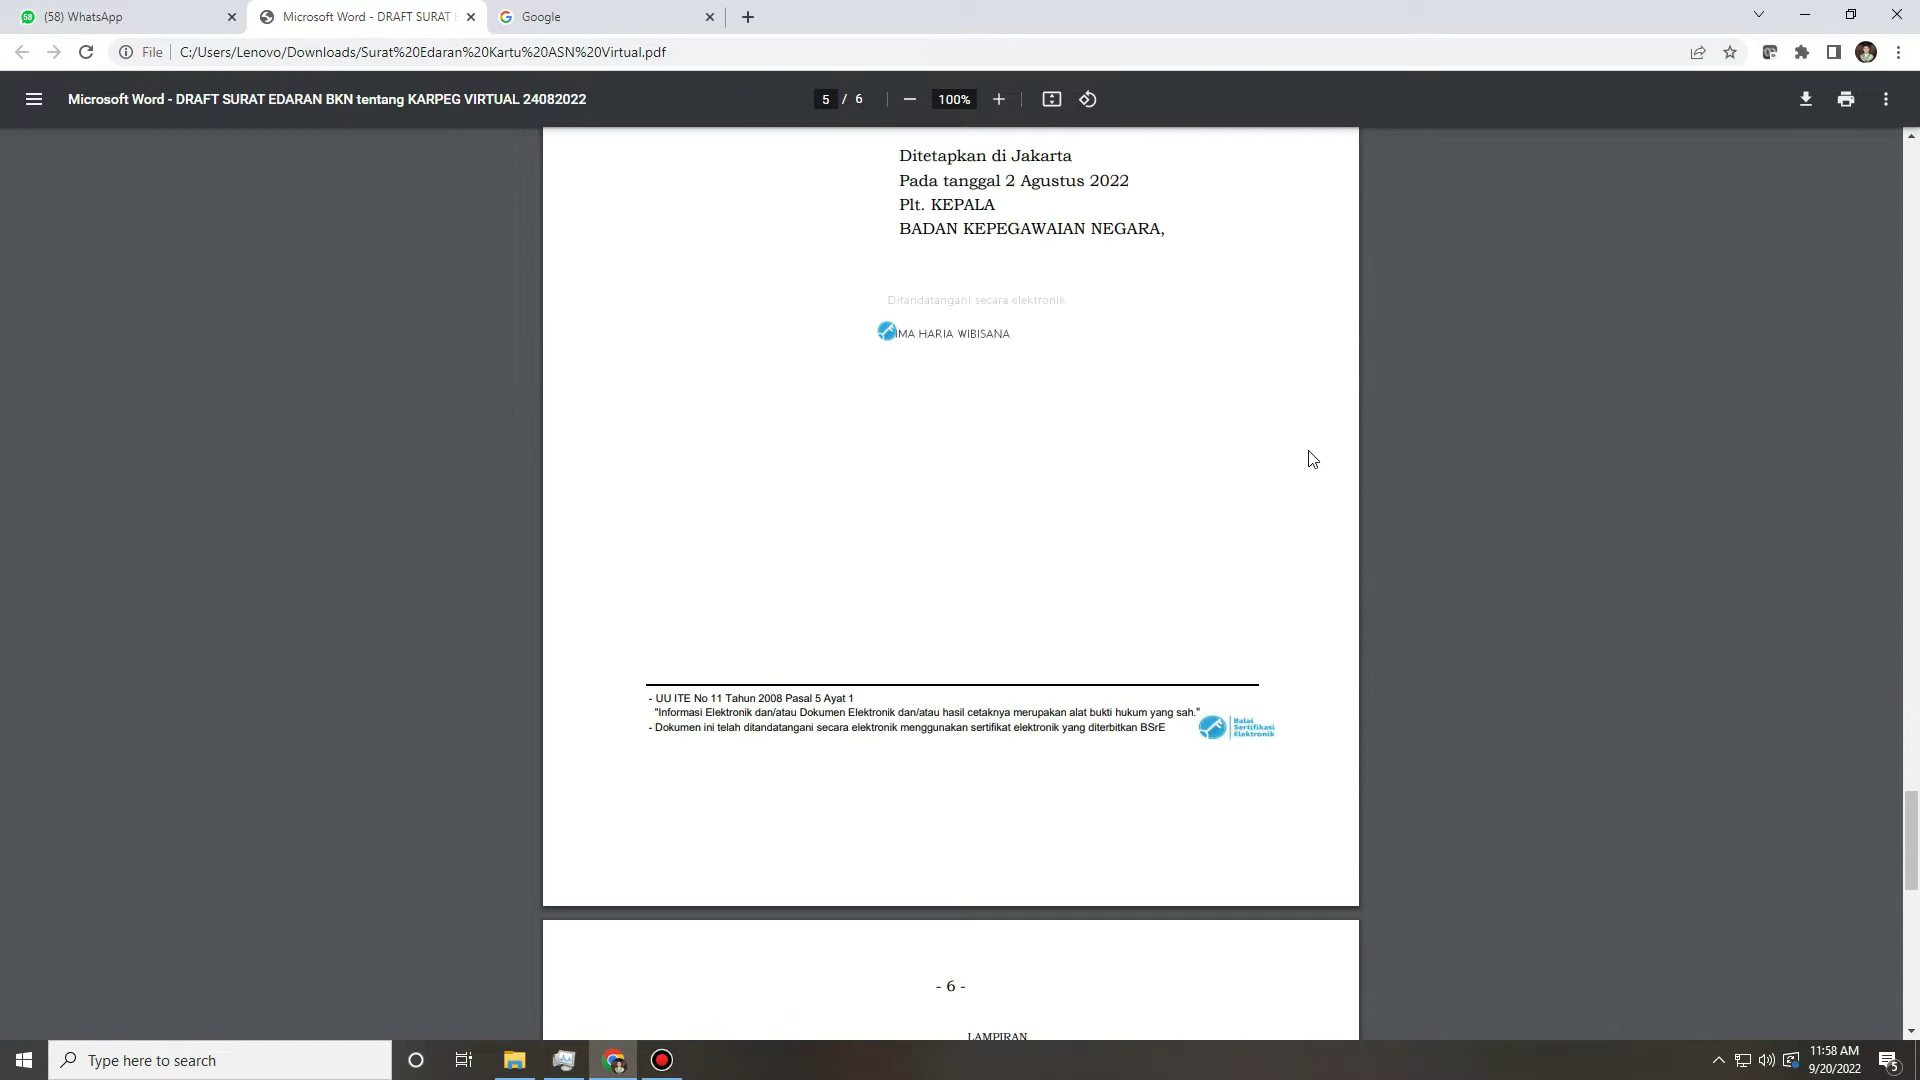 (58) WhatsApp
Microsoft Word - DRAFT SURAT E
Google
File
C:/Users/Lenovo/Downloads/Surat%20Edaran%20Kartu%20ASN%20Virtual.pdf
Microsoft Word - DRAFT SURAT EDARAN BKN tentang KARPEG VIRTUAL 24082022
5 / 6
100%
Ditetapkan di Jakarta
Pada tanggal 2 Agustus 2022
Plt. KEPALA
BADAN KEPEGAWAIAN NEGARA,
Ditandatangani secara elektronik
IMA HARIA WIBISANA
- UU ITE No 11 Tahun 2008 Pasal 5 Ayat 1
"Informasi Elektronik dan/atau Dokumen Elektronik dan/atau hasil cetaknya merupakan alat bukti hukum yang sah."
- Dokumen ini telah ditandatangani secara elektronik menggunakan sertifikat elektronik yang diterbitkan BSrE
Balai
Sertifikasi
Elektronik
- 6 -
LAMPIRAN
Type here to search
11:58 AM
9/20/2022
5